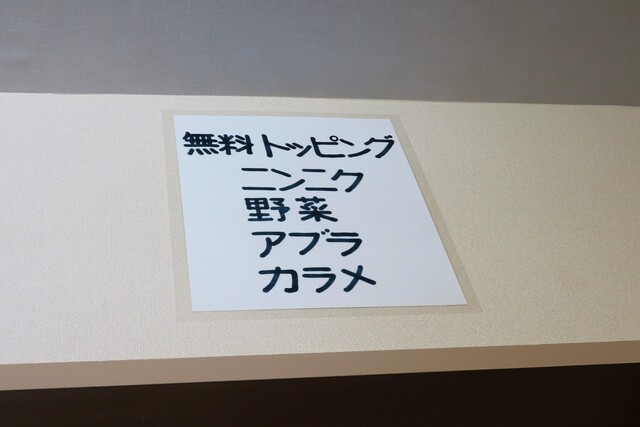 無料トッピング
ニンニク
野菜
アブラ
カラメ